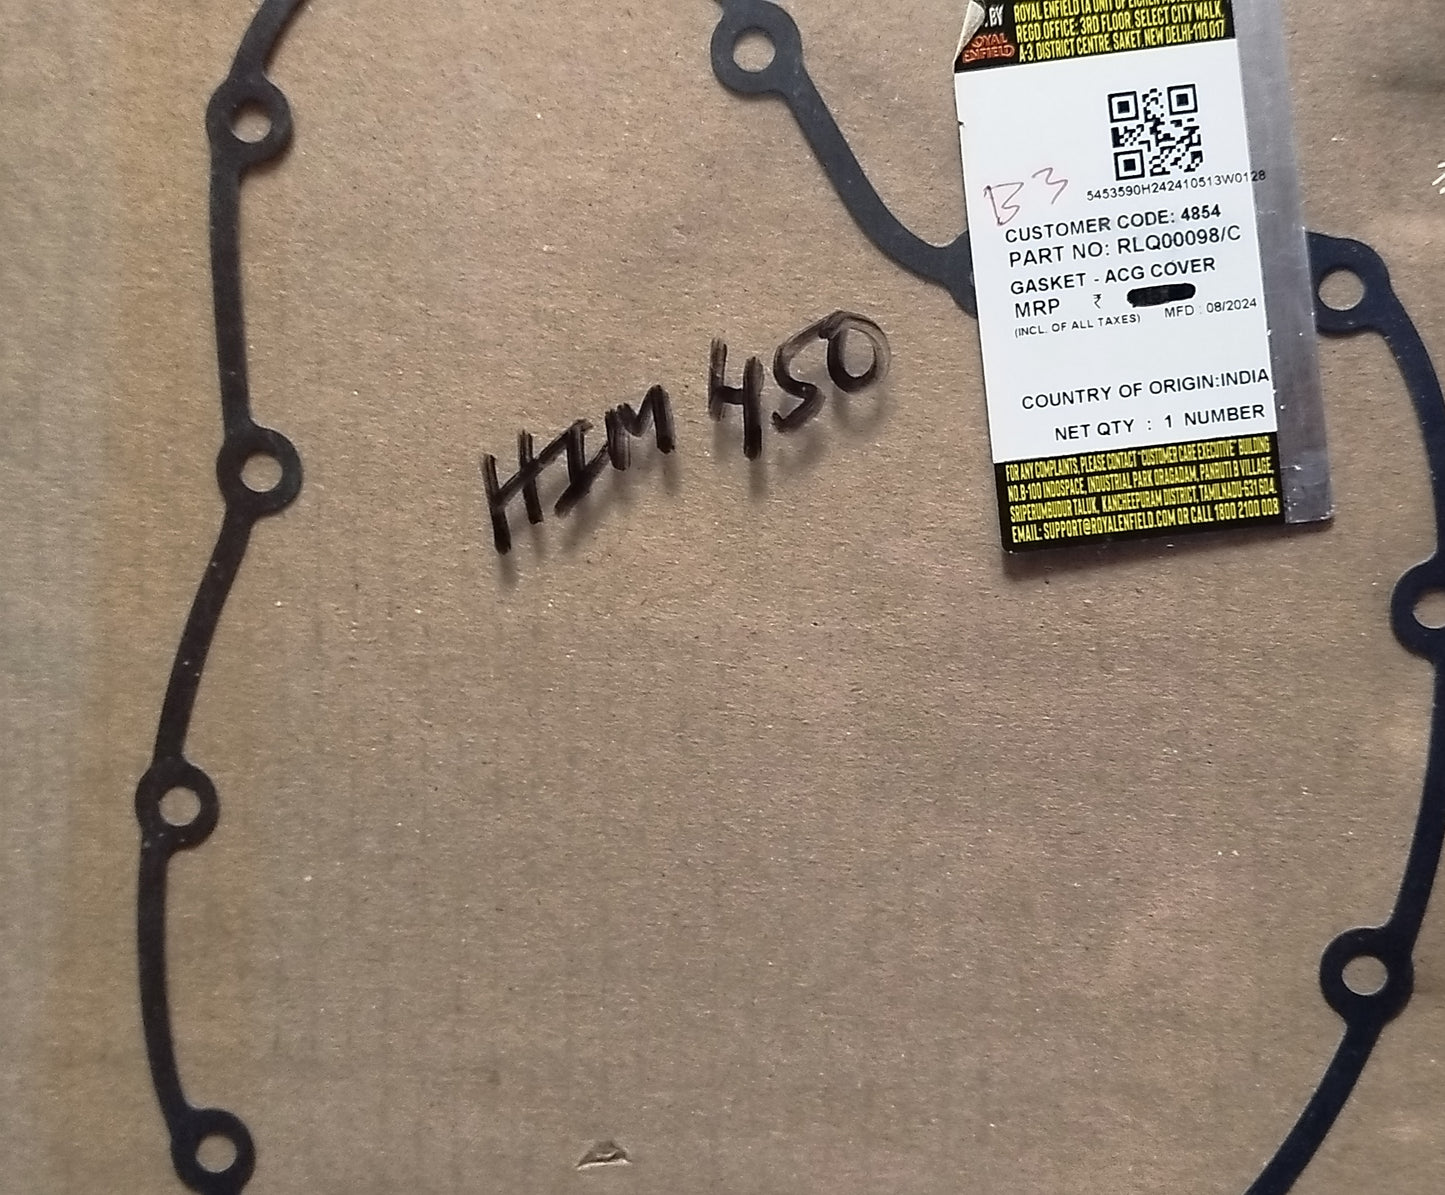 BY
ROYAL ENFIELD (A UNIT OF EICHER
REGD.OFFICE: 3RD FLOOR, SELECT CITY WALK,
A-3, DISTRICT CENTRE, SAKET, NEW DELHI-110 017
ROYAL
ENFIELD
5453590H242410513W0128
B3
CUSTOMER CODE: 4854
PART NO: RLQ00098/C
GASKET - ACG COVER
MRP ₹
(INCL. OF ALL TAXES) MFD : 08/2024
COUNTRY OF ORIGIN:INDIA
NET QTY : 1 NUMBER
FOR ANY COMPLAINTS, PLEASE CONTACT "CUSTOMER CARE EXECUTIVE" BUILDING
NO.B-100 INDOSPACE, INDUSTRIAL PARK ORAGADAM, PANRUTI B VILLAGE,
SRIPERUMBUDUR TALUK, KANCHEEPURAM DISTRICT, TAMILNADU-631 604.
EMAIL: SUPPORT@ROYALENFIELD.COM OR CALL 1800 2100 008
HIM 450